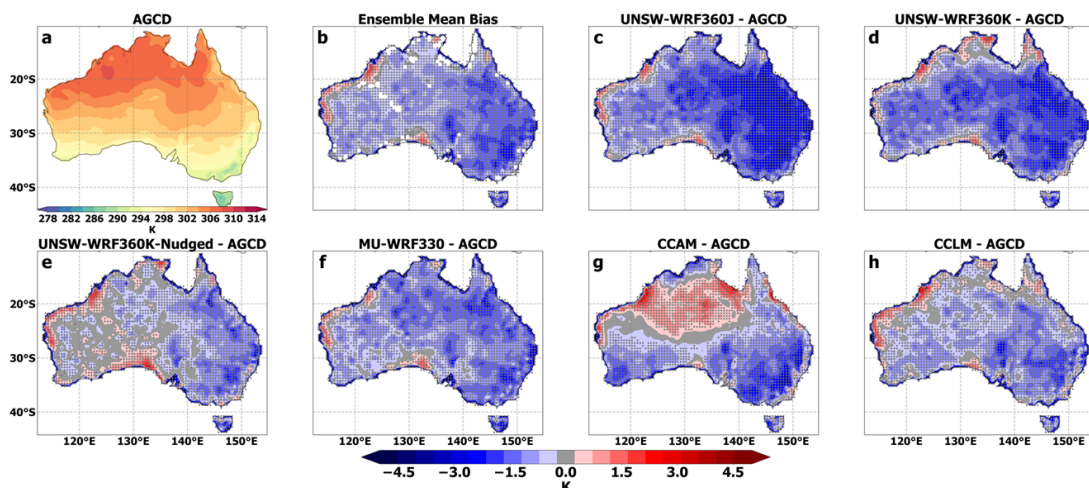 AGCD Ensemble Mean Bias UNSW-WRF360J - AGCD UNSW-WRF360K - AGCD
a b c d
20°S
30°S
40°S
278 282 286 290 294 298 302 306 310 314
K
UNSW-WRF360K-Nudged - AGCD MU-WRF330 - AGCD CCAM - AGCD CCLM - AGCD
e f g h
20°S
30°S
40°S
120°E 130°E 140°E 150°E 120°E 130°E 140°E 150°E 120°E 130°E 140°E 150°E 120°E 130°E 140°E 150°E
−4.5 −3.0 −1.5 0.0 1.5 3.0 4.5
K